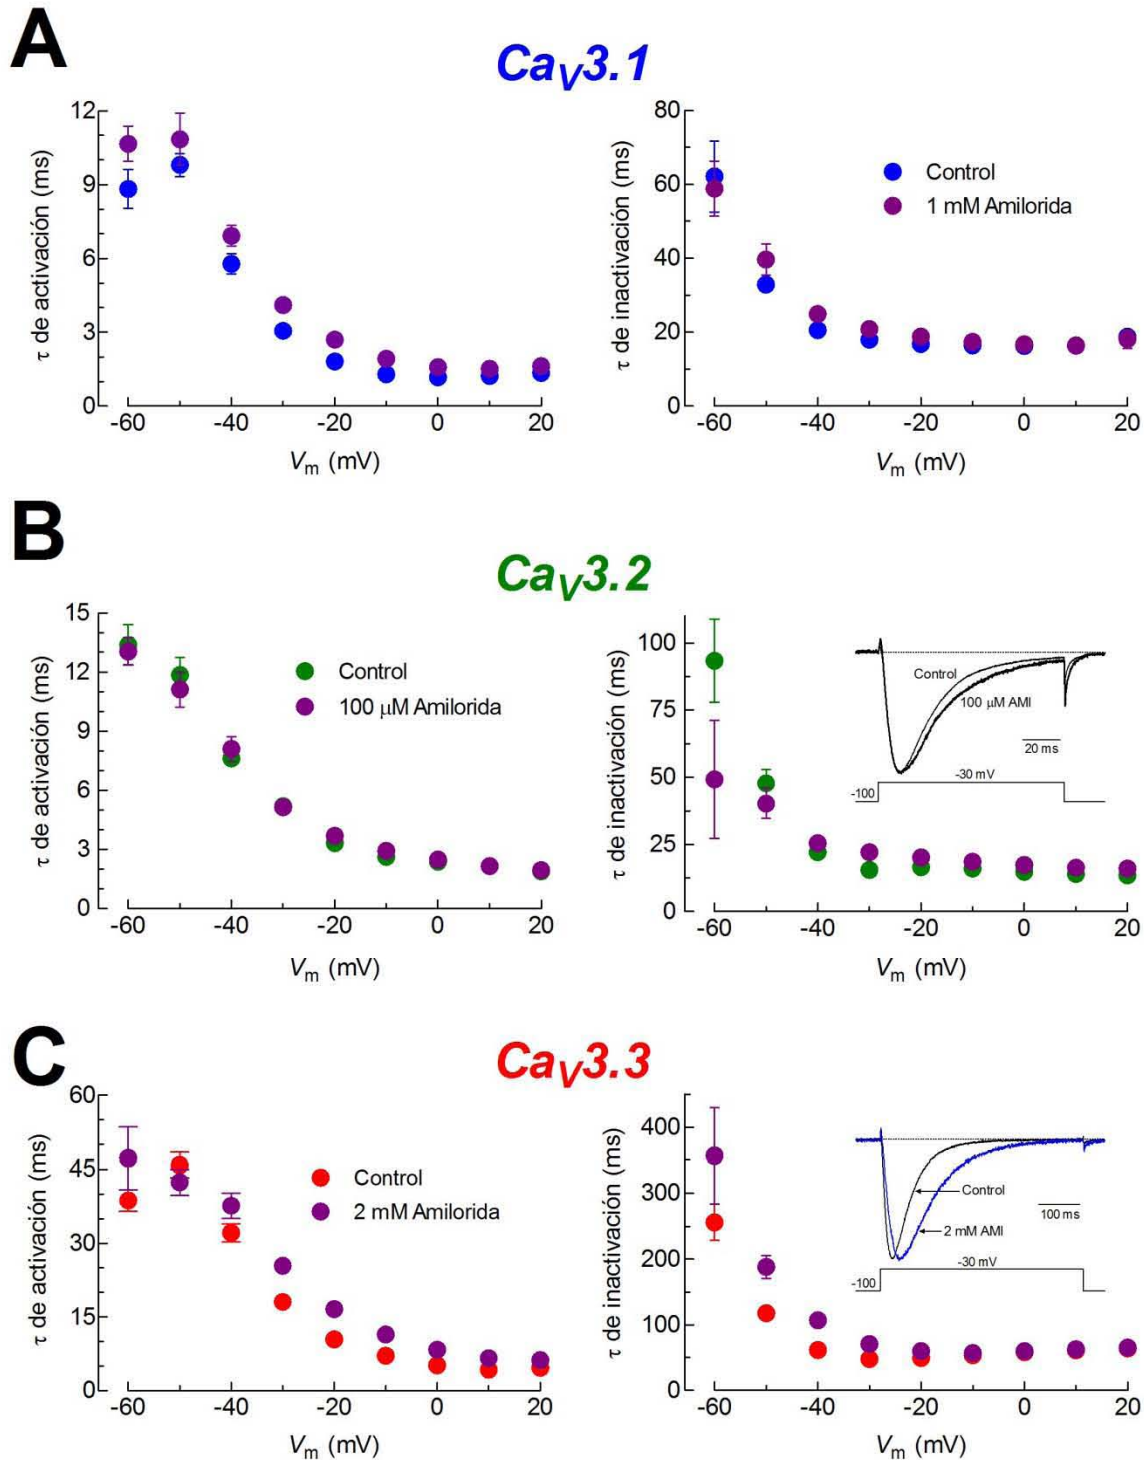 A
CaV3.1
τ de activación (ms)
12
9
6
3
0
-60
-40
-20
0
20
Vm (mV)
τ de inactivación (ms)
80
60
40
20
0
Control
1 mM Amilorida
-60
-40
-20
0
20
Vm (mV)
B
CaV3.2
τ de activación (ms)
15
12
9
6
3
0
Control
100 μM Amilorida
-60
-40
-20
0
20
Vm (mV)
τ de inactivación (ms)
100
75
50
25
0
Control
100 μM AMI
20 ms
-30 mV
-100
-60
-40
-20
0
20
Vm (mV)
C
CaV3.3
τ de activación (ms)
60
45
30
15
0
Control
2 mM Amilorida
-60
-40
-20
0
20
Vm (mV)
τ de inactivación (ms)
400
300
200
100
0
Control
100 ms
2 mM AMI
-30 mV
-100
-60
-40
-20
0
20
Vm (mV)